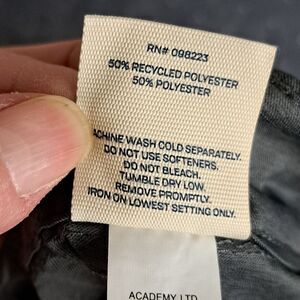 RN# 098223
50% RECYCLED POLYESTER
50% POLYESTER
ACHINE WASH COLD SEPARATELY.
DO NOT USE SOFTENERS.
DO NOT BLEACH.
TUMBLE DRY LOW.
REMOVE PROMPTLY.
IRON ON LOWEST SETTING ONLY.
ACADEMY LTD